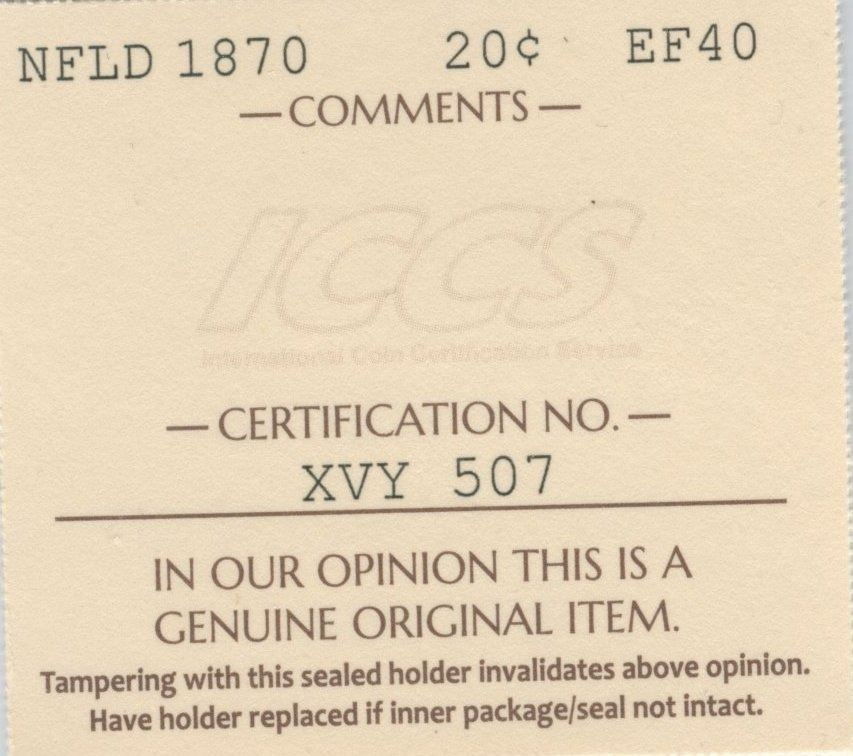 NFLD 1870 20¢ EF40
— COMMENTS —
ICCS
International Coin Certification Service
— CERTIFICATION NO. —
XVY 507
IN OUR OPINION THIS IS A
GENUINE ORIGINAL ITEM.
Tampering with this sealed holder invalidates above opinion.
Have holder replaced if inner package/seal not intact.